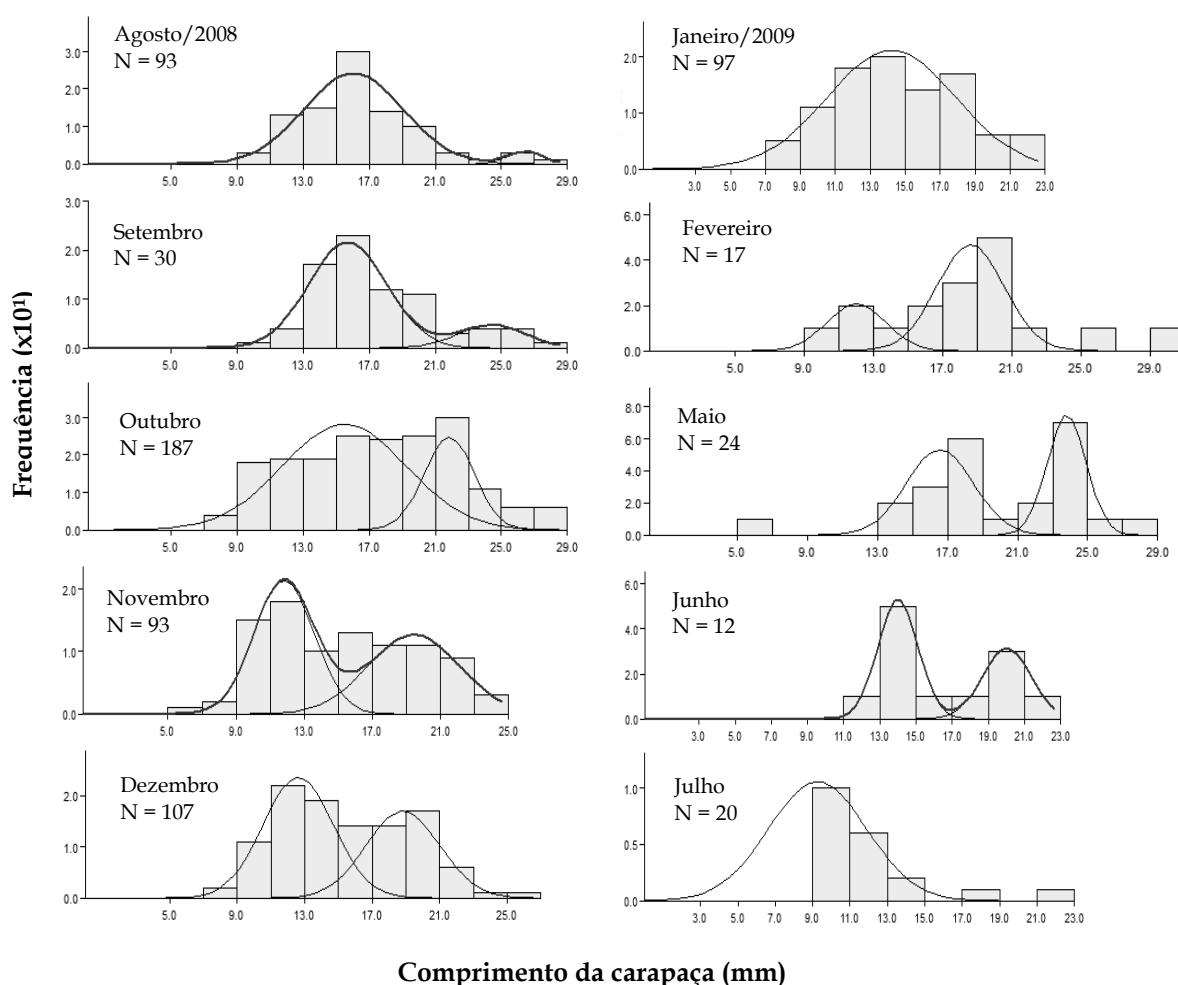 Agosto/2008
N = 93
3.0
2.0
1.0
0.0
5.0 9.0 13.0 17.0 21.0 25.0 29.0
Setembro
N = 30
3.0
2.0
1.0
0.0
5.0 9.0 13.0 17.0 21.0 25.0 29.0
Outubro
N = 187
3.0
2.0
1.0
0.0
5.0 9.0 13.0 17.0 21.0 25.0 29.0
Novembro
N = 93
2.0
1.0
0.0
5.0 9.0 13.0 17.0 21.0 25.0
Dezembro
N = 107
2.0
1.0
0.0
5.0 9.0 13.0 17.0 21.0 25.0
Janeiro/2009
N = 97
2.0
1.0
0.0
3.0 5.0 7.0 9.0 11.0 13.0 15.0 17.0 19.0 21.0 23.0
Fevereiro
N = 17
6.0
4.0
2.0
0.0
5.0 9.0 13.0 17.0 21.0 25.0 29.0
Maio
N = 24
8.0
6.0
4.0
2.0
0.0
5.0 9.0 13.0 17.0 21.0 25.0 29.0
Junho
N = 12
6.0
4.0
2.0
0.0
3.0 5.0 7.0 9.0 11.0 13.0 15.0 17.0 19.0 21.0 23.0
Julho
N = 20
1.0
0.5
0.0
3.0 5.0 7.0 9.0 11.0 13.0 15.0 17.0 19.0 21.0 23.0
Frequência (x10¹)
Comprimento da carapaça (mm)